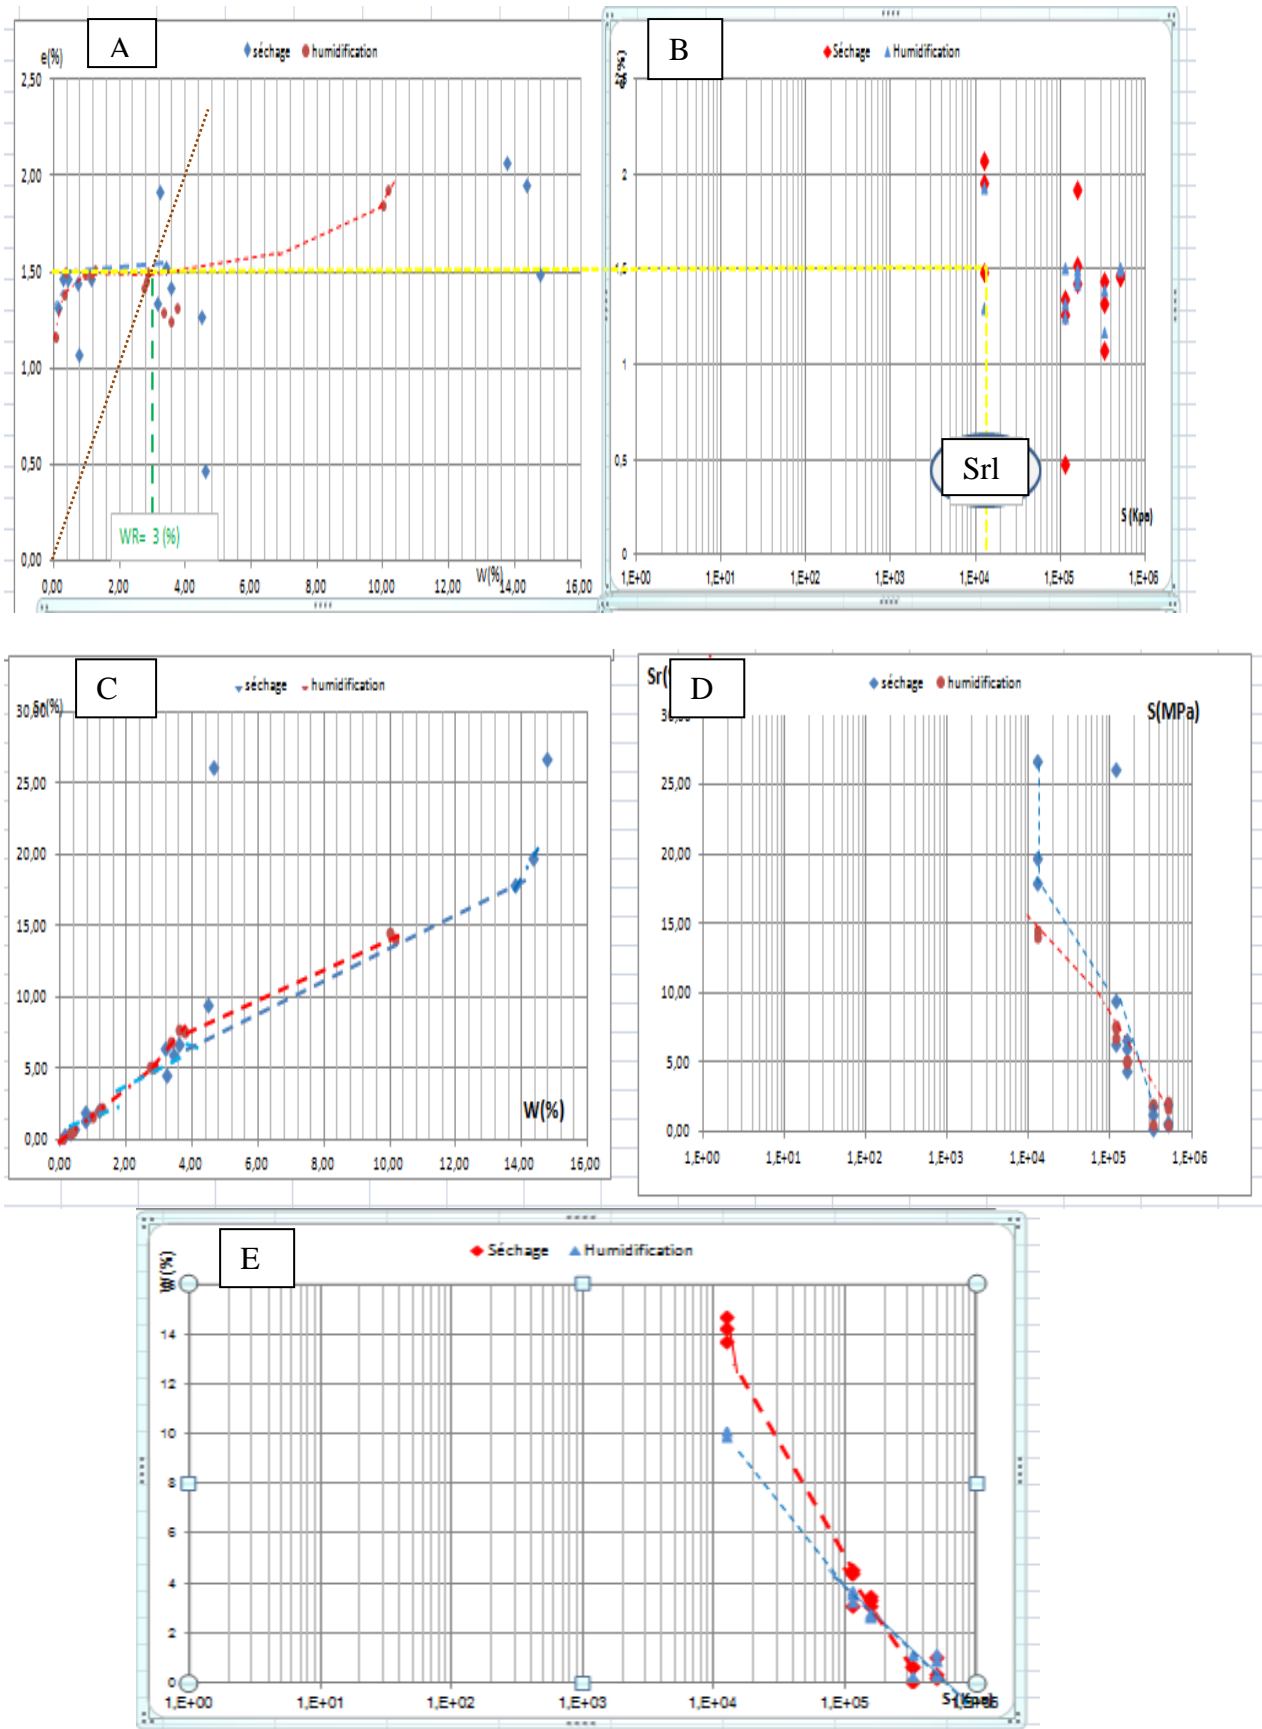 A
e(%)
séchage
humidification
2,50
2,00
1,50
1,00
0,50
0,00
WR= 3 (%)
W(%)
0,00 2,00 4,00 6,00 8,00 10,00 12,00 14,00 16,00
B
Séchage
Humidification
2
1,5
1
0,5
0
Srl
S (Kpa)
1,E+00 1,E+01 1,E+02 1,E+03 1,E+04 1,E+05 1,E+06
C
séchage
humidification
Sr(%)
25,00
20,00
15,00
10,00
5,00
0,00
W(%)
0,00 2,00 4,00 6,00 8,00 10,00 12,00 14,00 16,00
D
séchage
humidification
S(MPa)
25,00
20,00
15,00
10,00
5,00
0,00
1,E+00 1,E+01 1,E+02 1,E+03 1,E+04 1,E+05 1,E+06
E
Séchage
Humidification
14
12
10
8
6
4
2
0
1,E+00 1,E+01 1,E+02 1,E+03 1,E+04 1,E+05